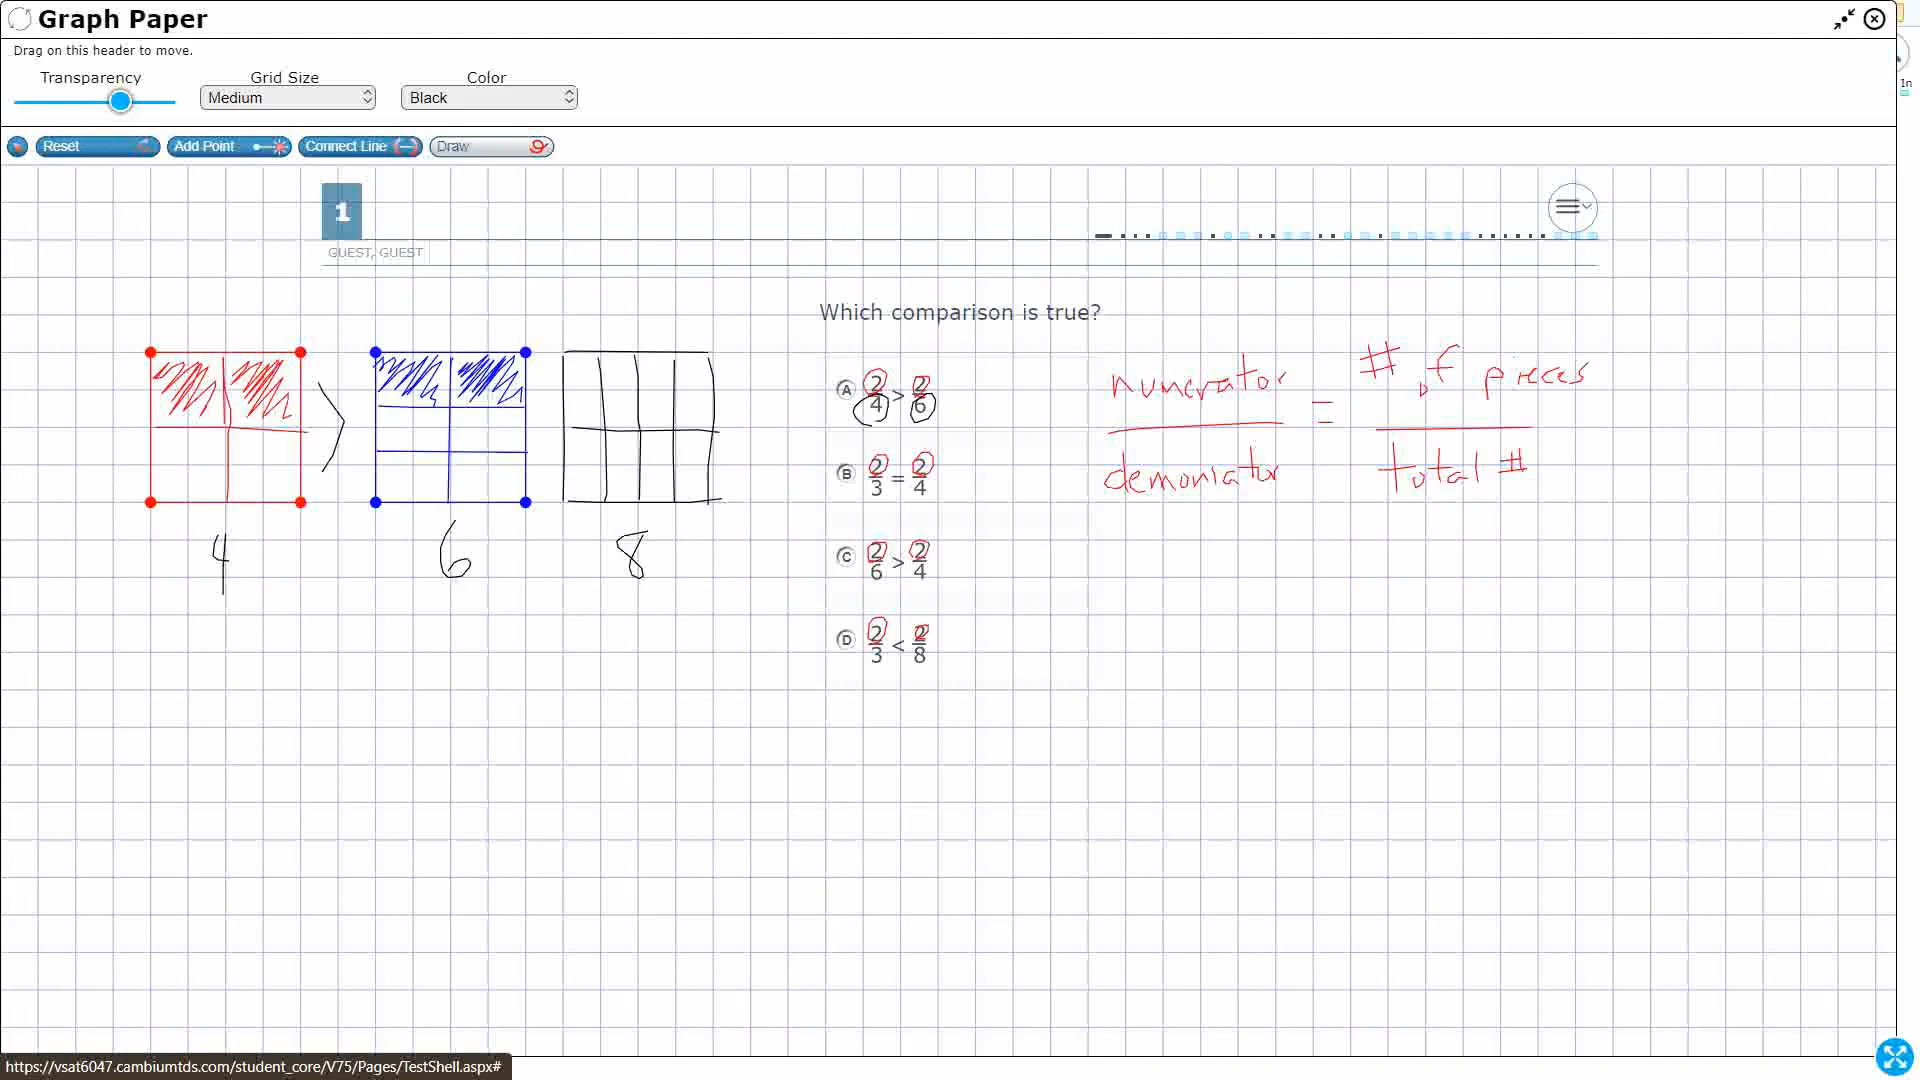 Graph Paper
Drag on this header to move.
Transparency Grid Size Color
Medium Black
Reset Add Point Connect Line Draw
1
GUEST, GUEST
Which comparison is true?
A 2/4 > 2/6
B 2/3 = 2/4
C 2/6 > 2/4
D 2/3 < 2/8
numerator = # of pieces
demoniator total #
>
4 6 8
https://vsat6047.cambiumtds.com/student_core/V75/Pages/TestShell.aspx#